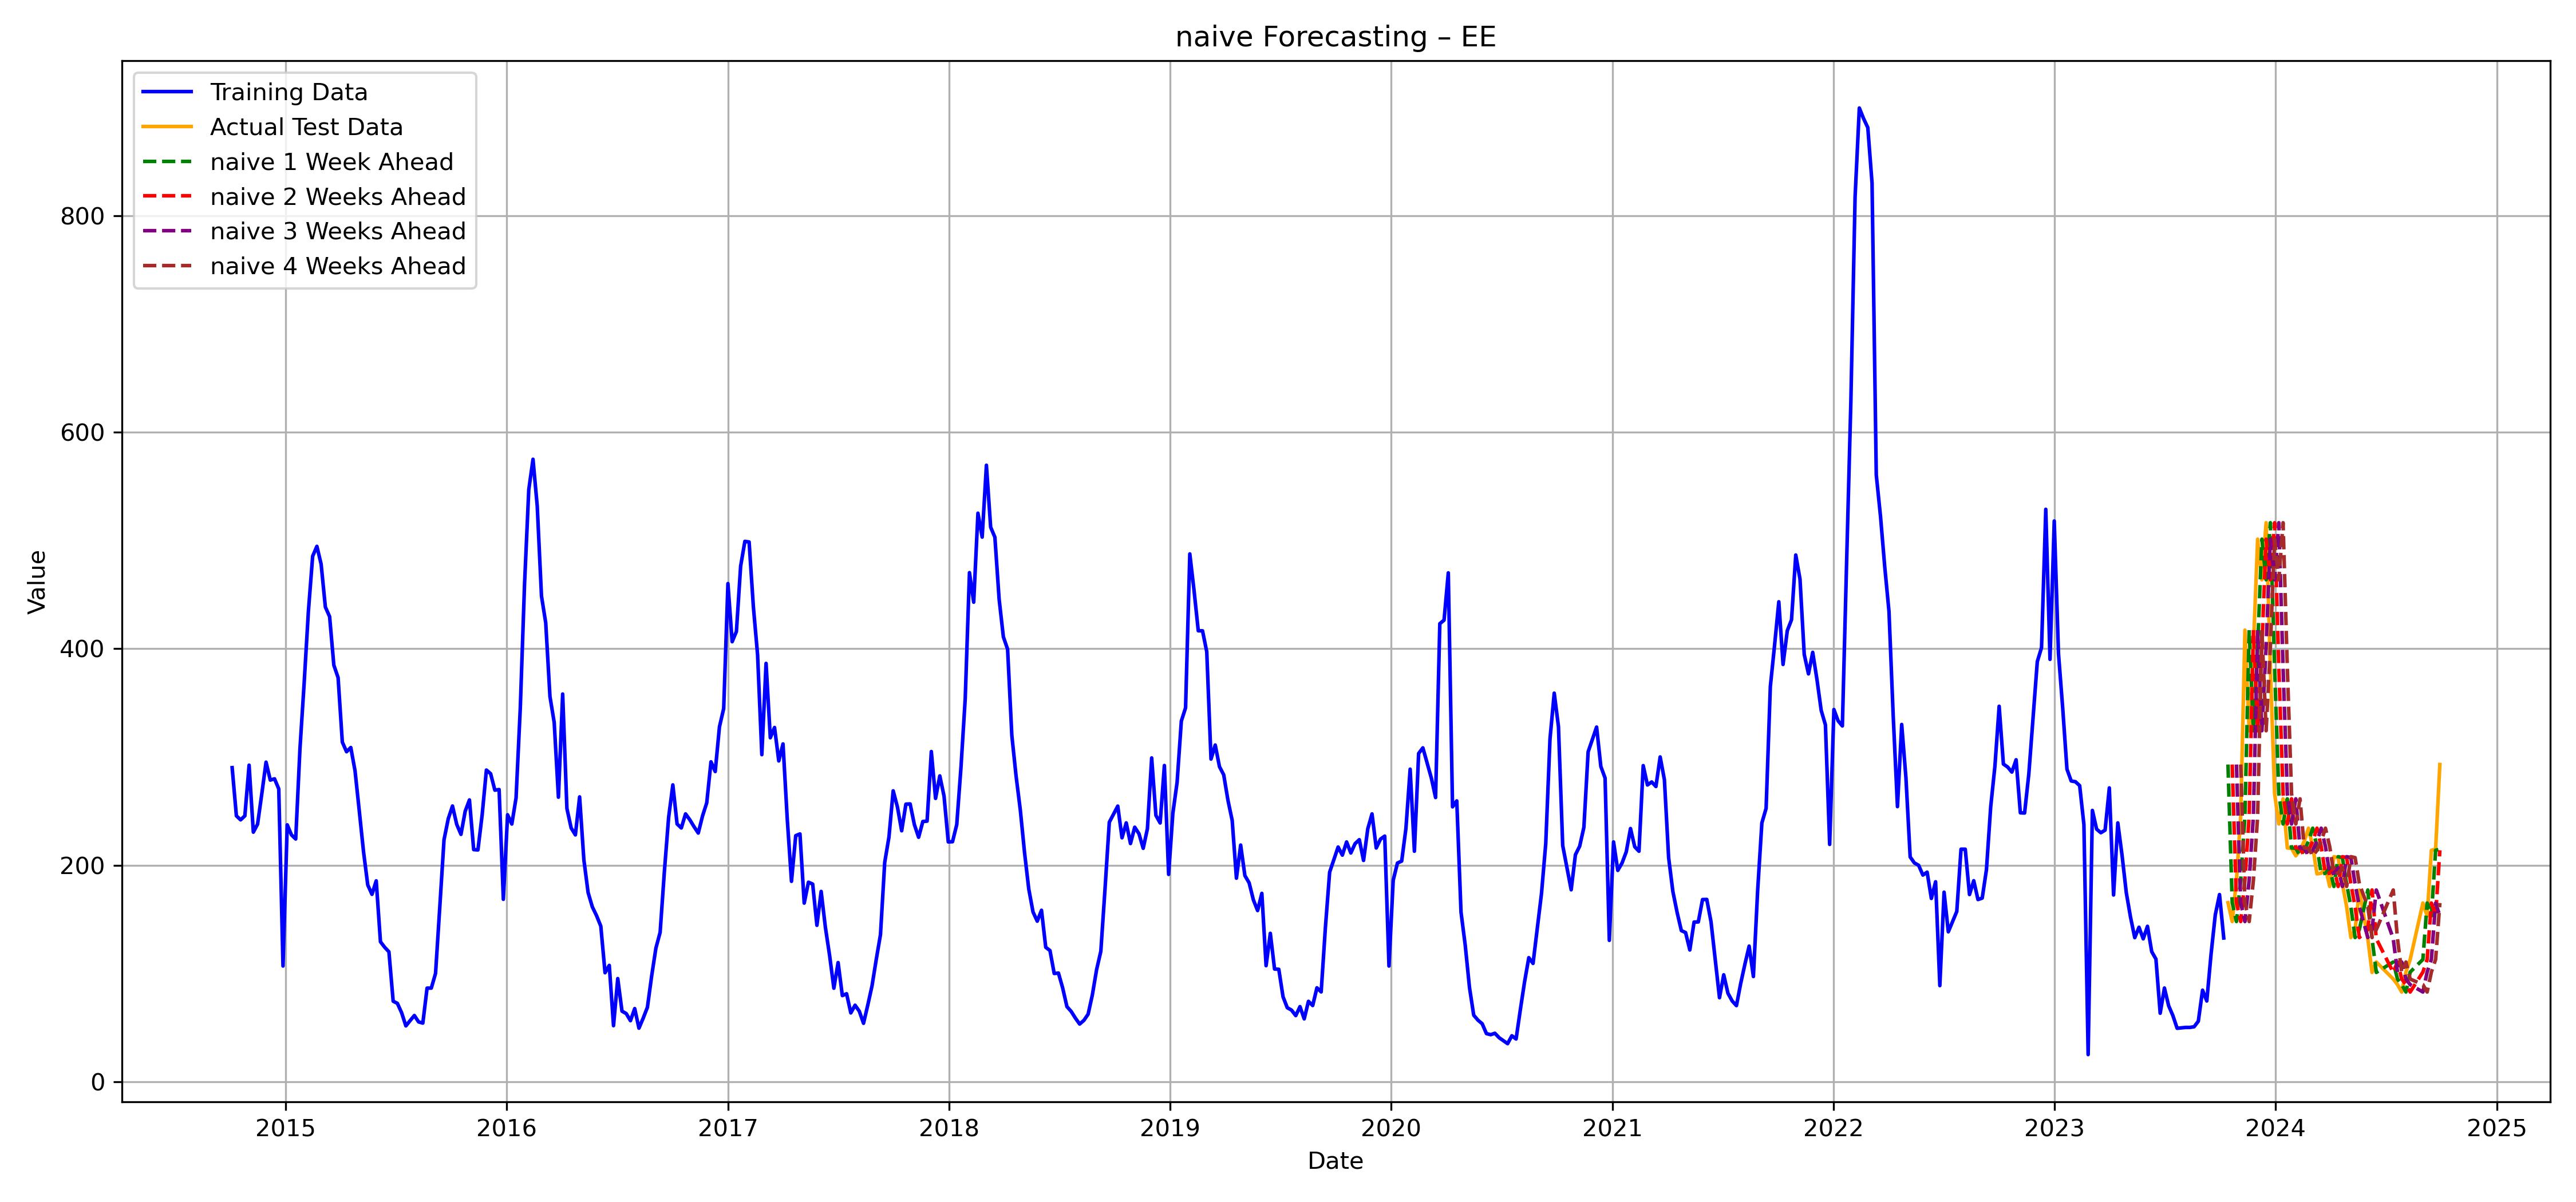 naive Forecasting – EE
Training Data
Actual Test Data
naive 1 Week Ahead
naive 2 Weeks Ahead
naive 3 Weeks Ahead
naive 4 Weeks Ahead
Value
800
600
400
200
0
2015 2016 2017 2018 2019 2020 2021 2022 2023 2024 2025
Date